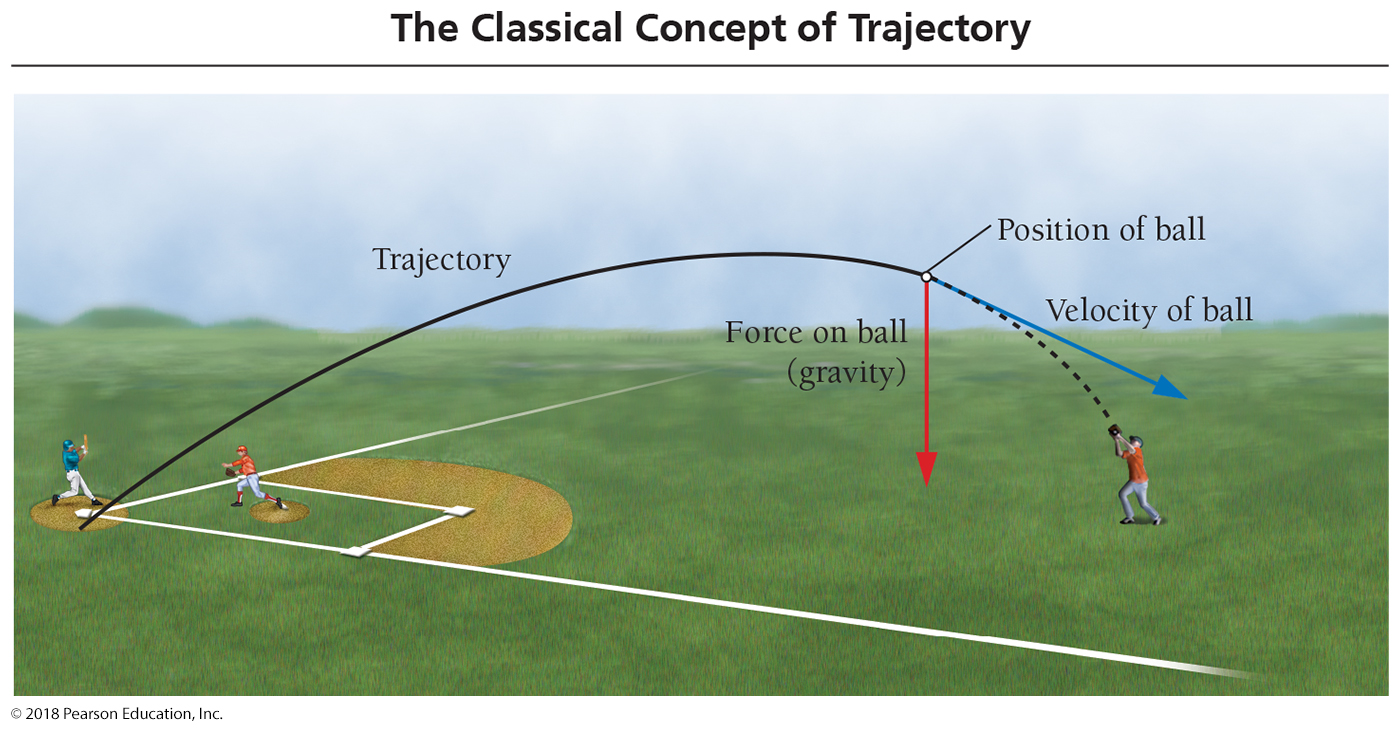 The Classical Concept of Trajectory
Position of ball
Trajectory
Velocity of ball
Force on ball
(gravity)
© 2018 Pearson Education, Inc.